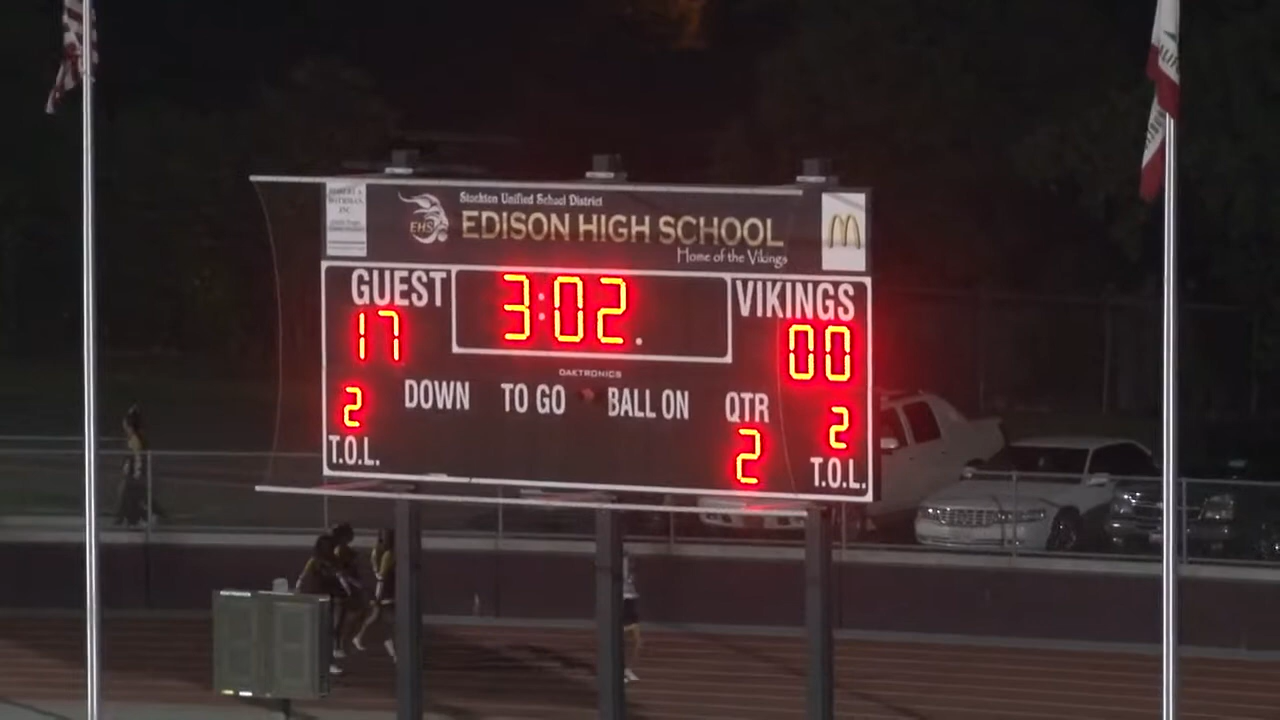 Stockton Unified School District
EHS
EDISON HIGH SCHOOL
Home of the Vikings
GUEST
3:02.
VIKINGS
17
00
DAKTRONICS
DOWN
TO GO
BALL ON
QTR
2
2
2
T.O.L.
T.O.L.